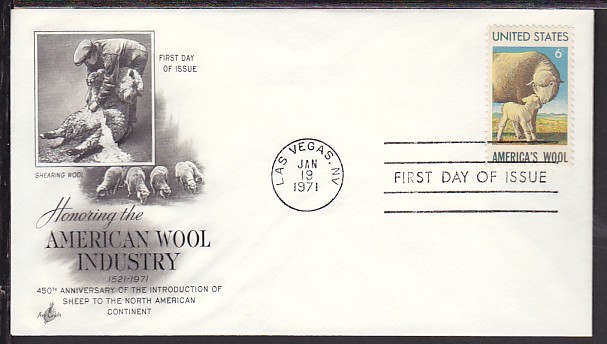 FIRST DAY
OF ISSUE
SHEARING WOOL
Honoring the
AMERICAN WOOL
INDUSTRY
1521-1971
450TH ANNIVERSARY OF THE INTRODUCTION OF
SHEEP TO THE NORTH AMERICAN
CONTINENT
ArtCraft
LAS VEGAS, NV
JAN
19
1971
FIRST DAY OF ISSUE
UNITED STATES
6c
AMERICA'S WOOL